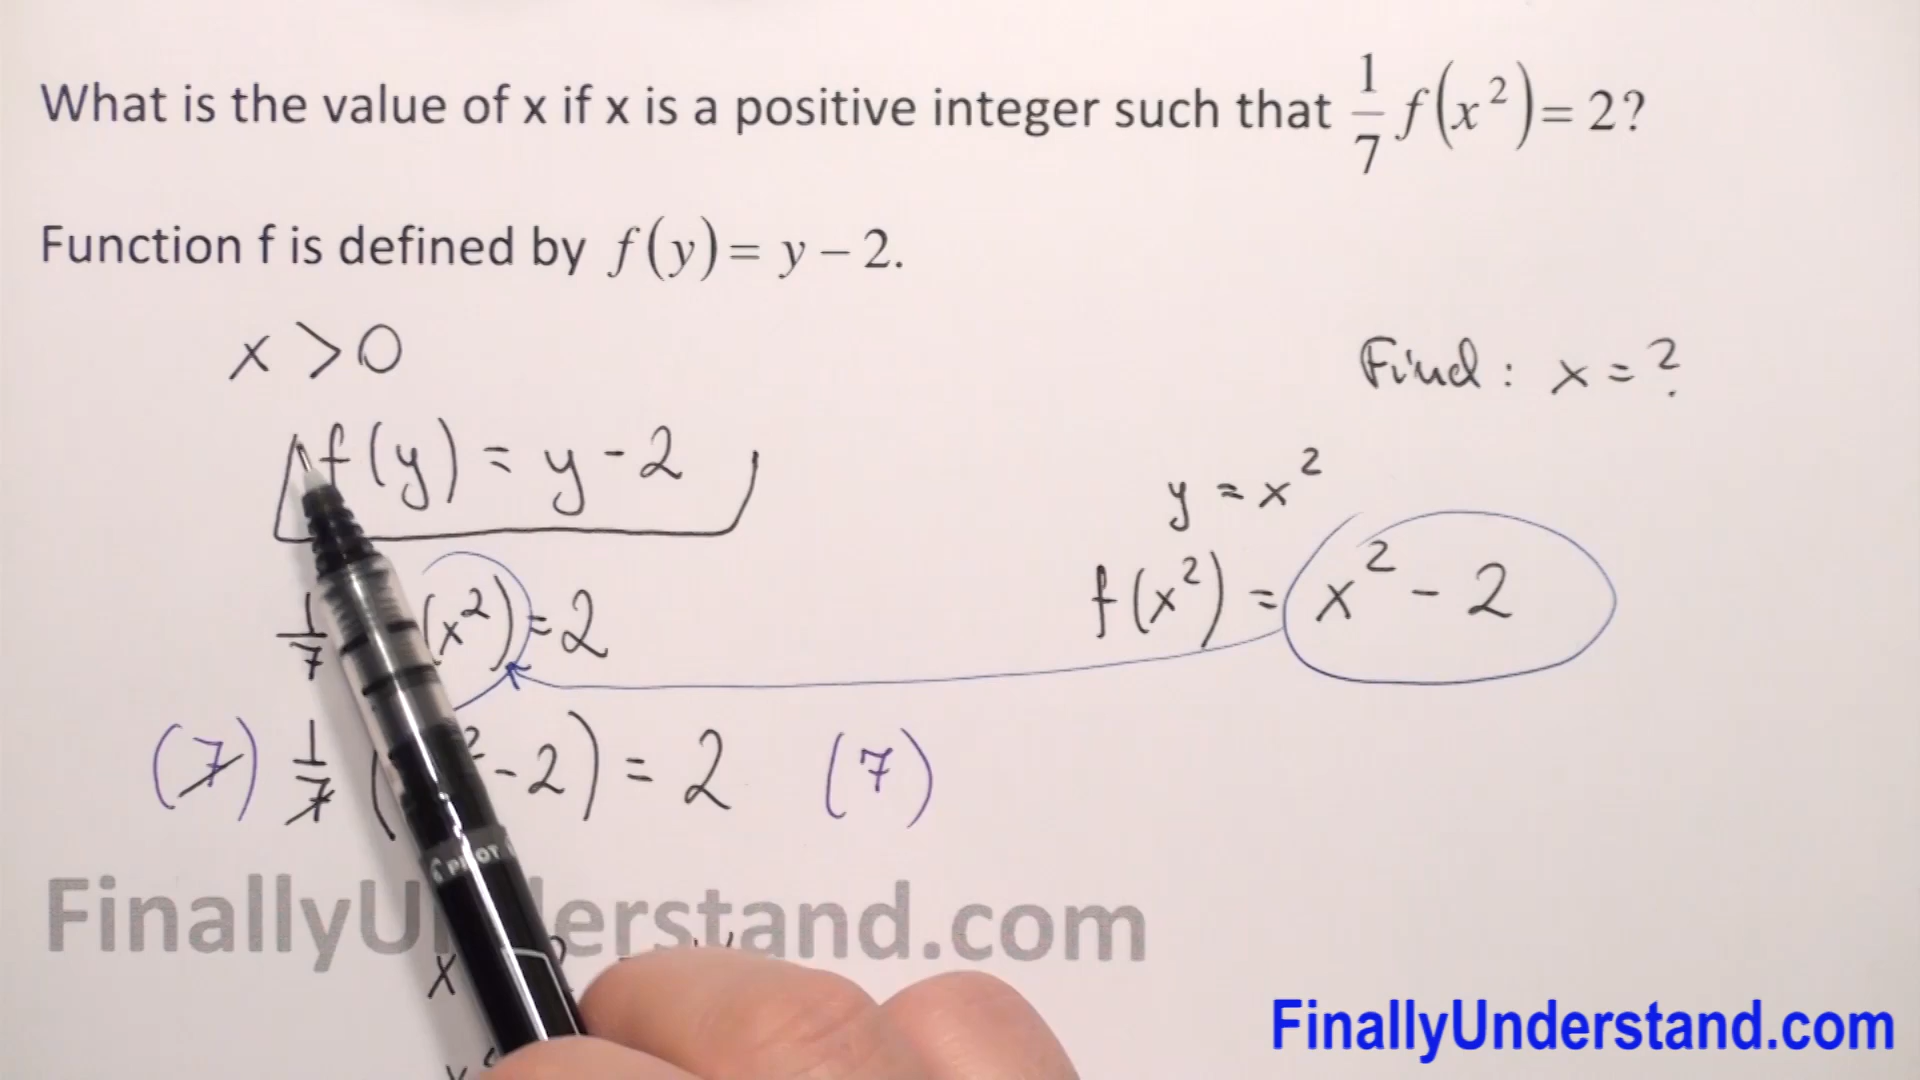 What is the value of x if x is a positive integer such that 1/7 f(x²) = 2?
Function f is defined by f(y) = y − 2.
x > 0
Find: x = ?
f(y) = y - 2
y = x²
f(x²) = x² - 2
1/7 (x²) = 2
(7) 1/7 ( ² - 2) = 2 (7)
FinallyUnderstand.com
x
FinallyUnderstand.com